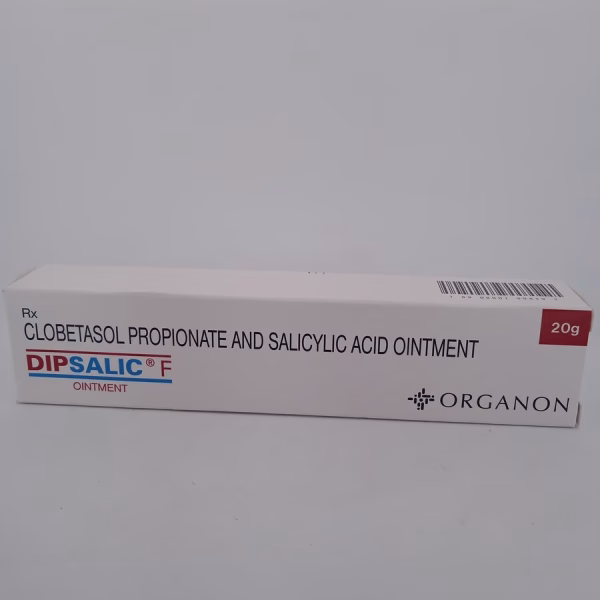 Rx
CLOBETASOL PROPIONATE AND SALICYLIC ACID OINTMENT
20g
DIPSALIC® F
OINTMENT
ORGANON